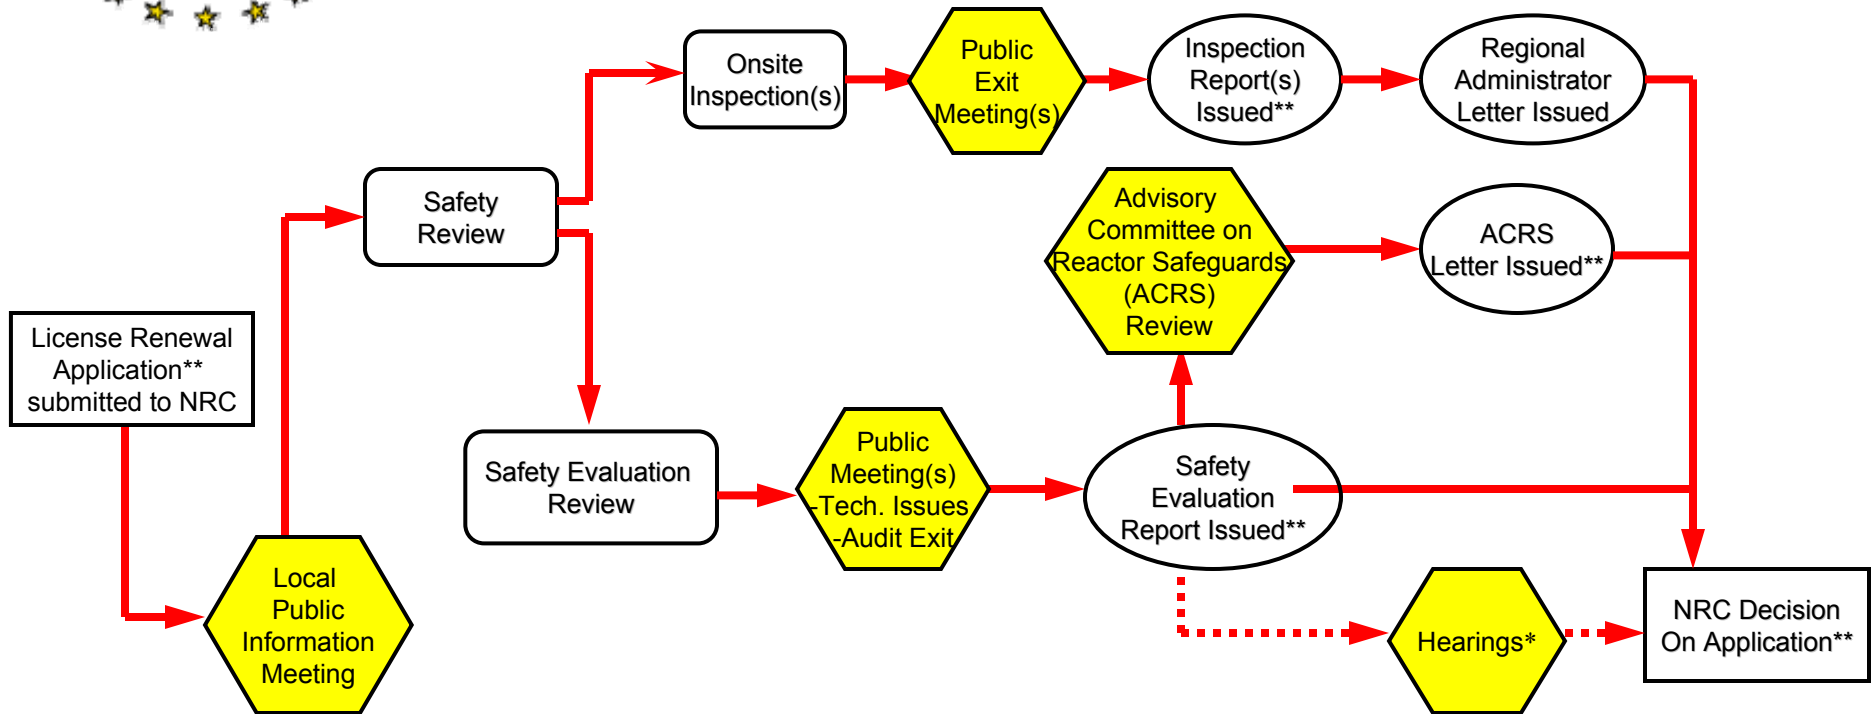 Onsite
Inspection(s)
Public
Exit
Meeting(s)
Inspection
Report(s)
Issued**
Regional
Administrator
Letter Issued
Safety
Review
Advisory
Committee on
Reactor Safeguards
(ACRS)
Review
ACRS
Letter Issued**
License Renewal
Application**
submitted to NRC
Safety Evaluation
Review
Public
Meeting(s)
-Tech. Issues
-Audit Exit
Safety
Evaluation
Report Issued**
Local
Public
Information
Meeting
Hearings*
NRC Decision
On Application**